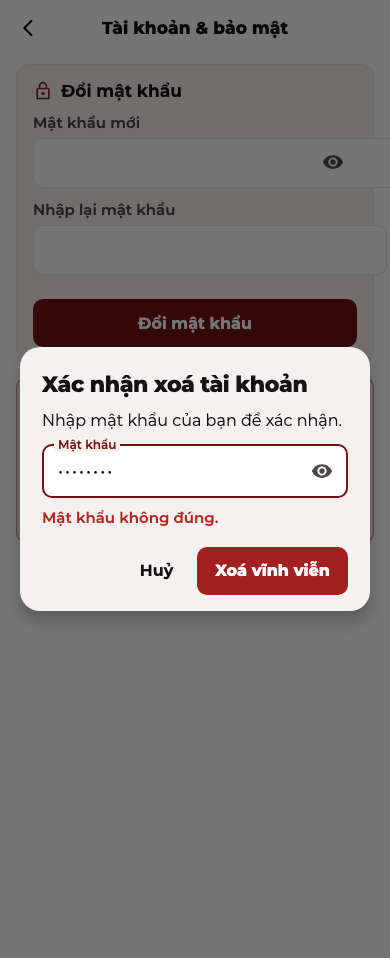 Tài khoản & bảo mật
Đổi mật khẩu
Mật khẩu mới
Nhập lại mật khẩu
Đổi mật khẩu
Xác nhận xoá tài khoản
Nhập mật khẩu của bạn để xác nhận.
Mật khẩu
••••••••
Mật khẩu không đúng.
Huỷ
Xoá vĩnh viễn